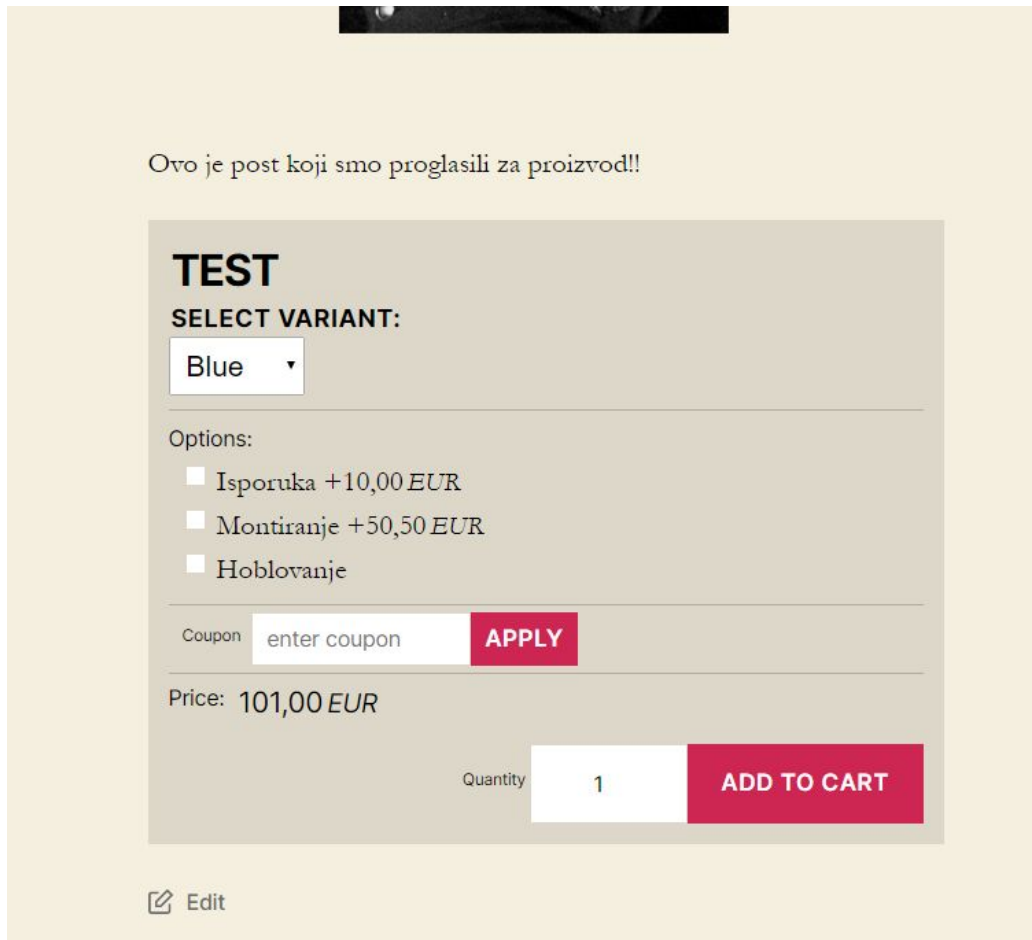 Ovo je post koji smo proglasili za proizvod!!
TEST
SELECT VARIANT:
Blue
Options:
Isporuka +10,00 EUR
Montiranje +50,50 EUR
Hoblovanje
Coupon enter coupon APPLY
Price: 101,00 EUR
Quantity 1 ADD TO CART
Edit